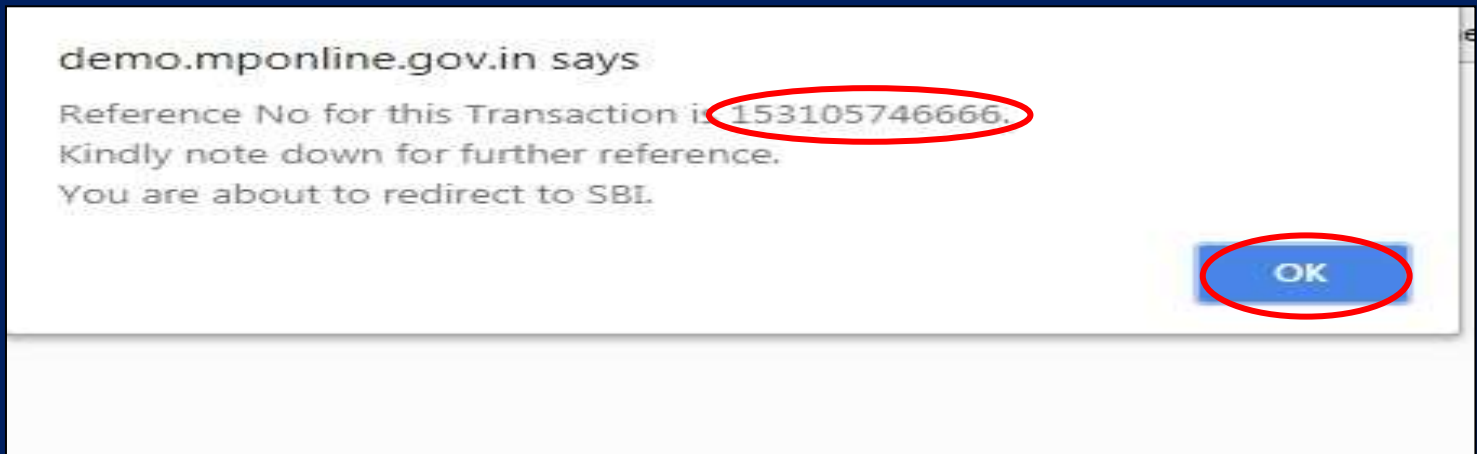 demo.mponline.gov.in says
Reference No for this Transaction is 153105746666.
Kindly note down for further reference.
You are about to redirect to SBI.
OK